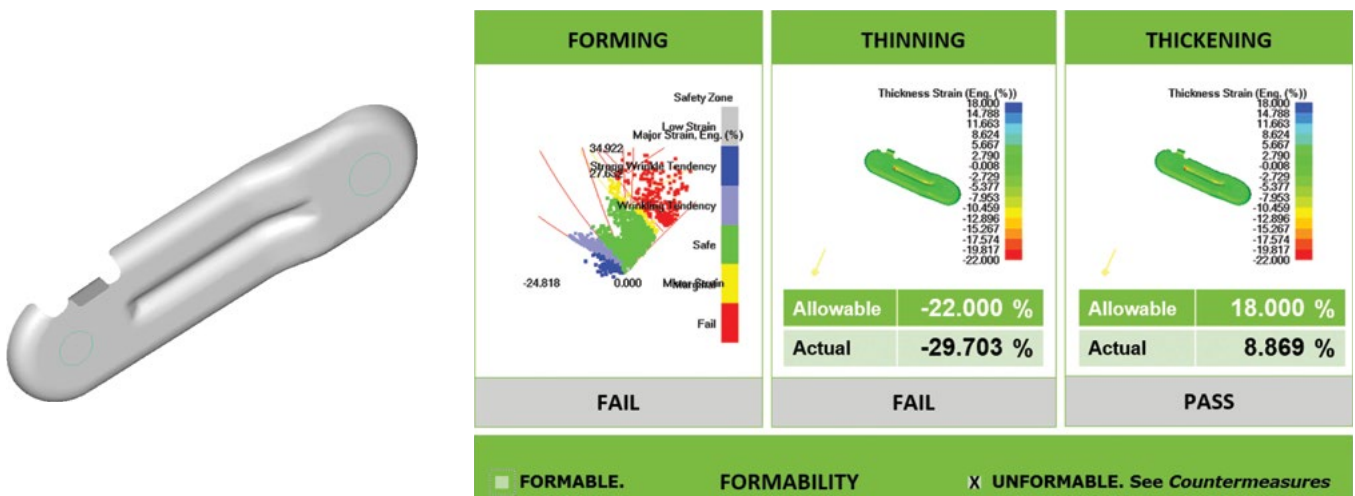 FORMING
Safety Zone
Low Strain
Major Strain, Eng. (%)
34.922
Strong Wrinkle Tendency
Wrinkling Tendency
Safe
-24.818
0.000
Minor Strain
Marginal
Fail
FAIL
THINNING
Thickness Strain (Eng. (%))
18.000
14.788
11.663
8.624
5.667
2.790
-0.008
-2.729
-5.377
-7.953
-10.459
-12.896
-15.267
-17.574
-19.817
-22.000
Allowable -22.000 %
Actual -29.703 %
FAIL
THICKENING
Thickness Strain (Eng. (%))
18.000
14.788
11.663
8.624
5.667
2.790
-0.008
-2.729
-5.377
-7.953
-10.459
-12.896
-15.267
-17.574
-19.817
-22.000
Allowable 18.000 %
Actual 8.869 %
PASS
FORMABLE. FORMABILITY X UNFORMABLE. See Countermeasures